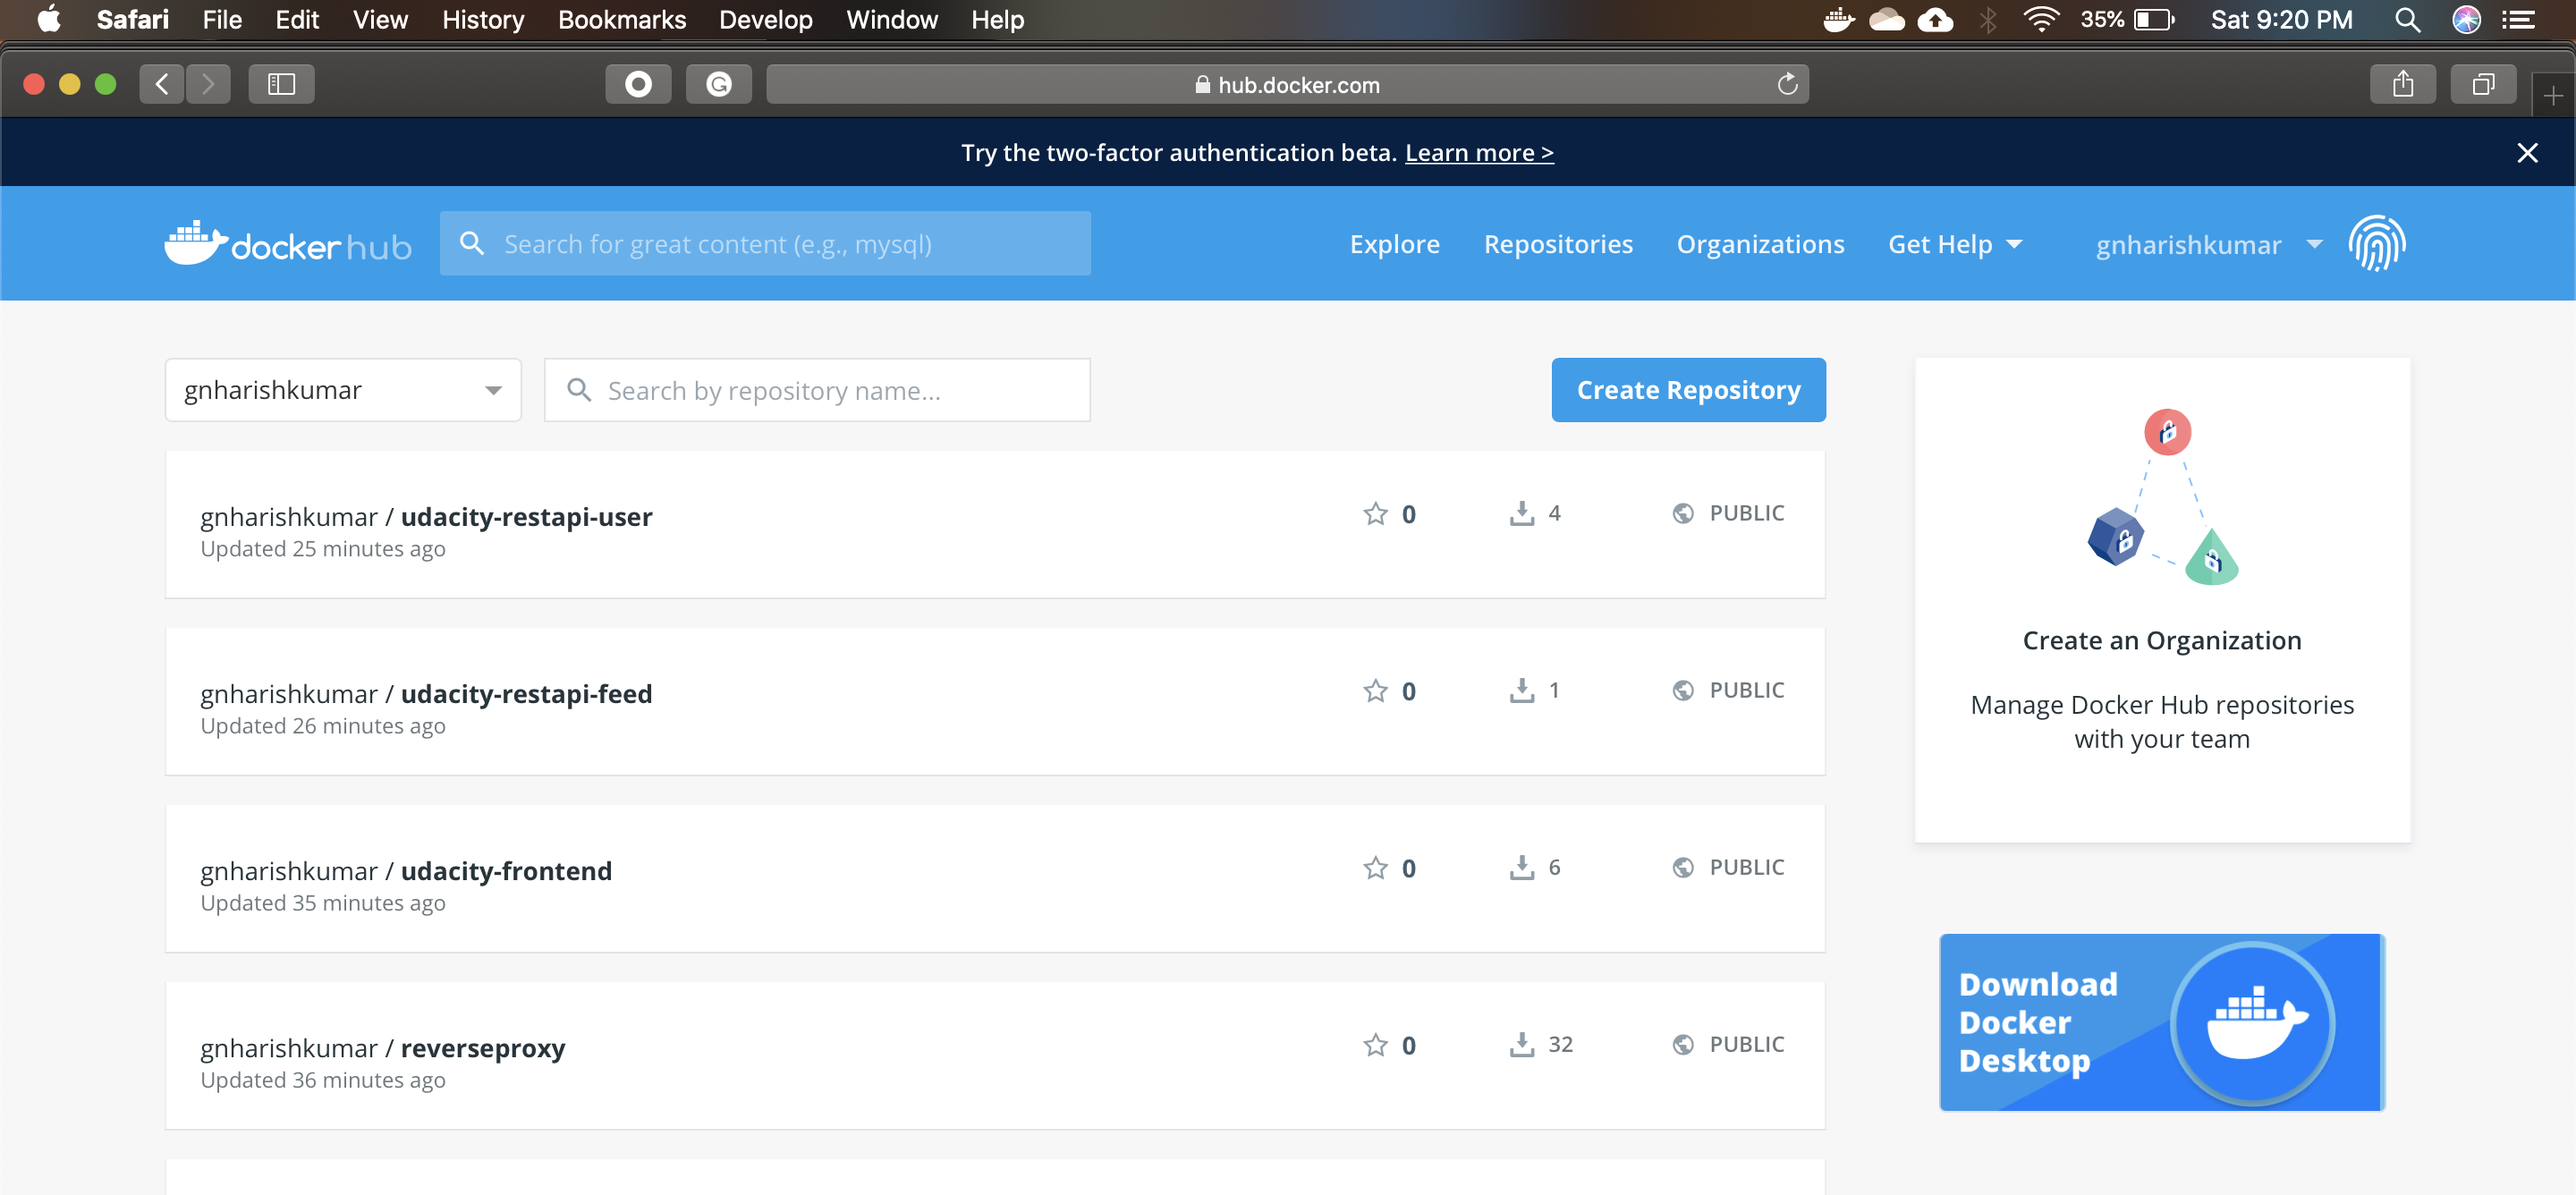 Safari File Edit View History Bookmarks Develop Window Help 35% Sat 9:20 PM
hub.docker.com
Try the two-factor authentication beta. Learn more >
docker hub Search for great content (e.g., mysql) Explore Repositories Organizations Get Help gnharishkumar
gnharishkumar Search by repository name... Create Repository
gnharishkumar / udacity-restapi-user 0 4 PUBLIC
Updated 25 minutes ago
gnharishkumar / udacity-restapi-feed 0 1 PUBLIC
Updated 26 minutes ago
gnharishkumar / udacity-frontend 0 6 PUBLIC
Updated 35 minutes ago
gnharishkumar / reverseproxy 0 32 PUBLIC
Updated 36 minutes ago
Create an Organization
Manage Docker Hub repositories
with your team
Download
Docker
Desktop